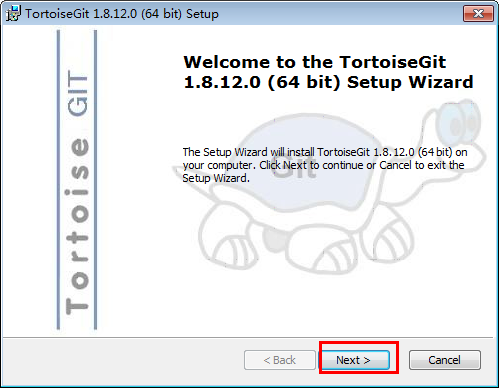 TortoiseGit 1.8.12.0 (64 bit) Setup
Welcome to the TortoiseGit
1.8.12.0 (64 bit) Setup Wizard
The Setup Wizard will install TortoiseGit 1.8.12.0 (64 bit) on
your computer. Click Next to continue or Cancel to exit the
Setup Wizard.
Git
Tortoise GIT
< Back
Next >
Cancel